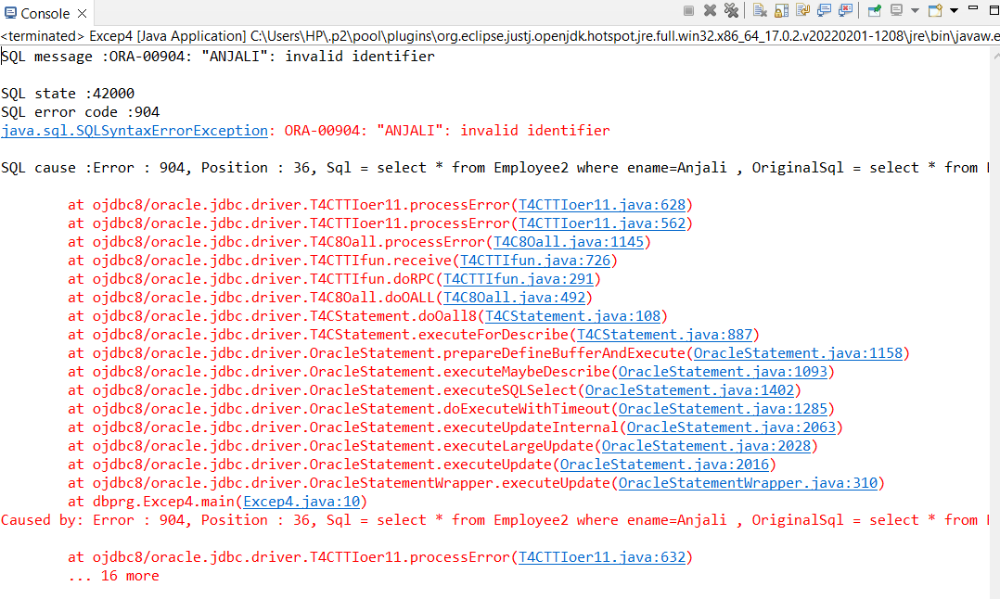 Console
<terminated> Excep4 [Java Application] C:\Users\HP\.p2\pool\plugins\org.eclipse.justj.openjdk.hotspot.jre.full.win32.x86_64_17.0.2.v20220201-1208\jre\bin\javaw.e
SQL message :ORA-00904: "ANJALI": invalid identifier
SQL state :42000
SQL error code :904
java.sql.SQLSyntaxErrorException: ORA-00904: "ANJALI": invalid identifier
SQL cause :Error : 904, Position : 36, Sql = select * from Employee2 where ename=Anjali , OriginalSql = select * from
at ojdbc8/oracle.jdbc.driver.T4CTTIoer11.processError(T4CTTIoer11.java:628)
at ojdbc8/oracle.jdbc.driver.T4CTTIoer11.processError(T4CTTIoer11.java:562)
at ojdbc8/oracle.jdbc.driver.T4C8Oall.processError(T4C8Oall.java:1145)
at ojdbc8/oracle.jdbc.driver.T4CTTIfun.receive(T4CTTIfun.java:726)
at ojdbc8/oracle.jdbc.driver.T4CTTIfun.doRPC(T4CTTIfun.java:291)
at ojdbc8/oracle.jdbc.driver.T4C8Oall.doOALL(T4C8Oall.java:492)
at ojdbc8/oracle.jdbc.driver.T4CStatement.doOall8(T4CStatement.java:108)
at ojdbc8/oracle.jdbc.driver.T4CStatement.executeForDescribe(T4CStatement.java:887)
at ojdbc8/oracle.jdbc.driver.OracleStatement.prepareDefineBufferAndExecute(OracleStatement.java:1158)
at ojdbc8/oracle.jdbc.driver.OracleStatement.executeMaybeDescribe(OracleStatement.java:1093)
at ojdbc8/oracle.jdbc.driver.OracleStatement.executeSQLSelect(OracleStatement.java:1402)
at ojdbc8/oracle.jdbc.driver.OracleStatement.doExecuteWithTimeout(OracleStatement.java:1285)
at ojdbc8/oracle.jdbc.driver.OracleStatement.executeUpdateInternal(OracleStatement.java:2063)
at ojdbc8/oracle.jdbc.driver.OracleStatement.executeLargeUpdate(OracleStatement.java:2028)
at ojdbc8/oracle.jdbc.driver.OracleStatement.executeUpdate(OracleStatement.java:2016)
at ojdbc8/oracle.jdbc.driver.OracleStatementWrapper.executeUpdate(OracleStatementWrapper.java:310)
at dbprg.Excep4.main(Excep4.java:10)
Caused by: Error : 904, Position : 36, Sql = select * from Employee2 where ename=Anjali , OriginalSql = select * from
at ojdbc8/oracle.jdbc.driver.T4CTTIoer11.processError(T4CTTIoer11.java:632)
... 16 more